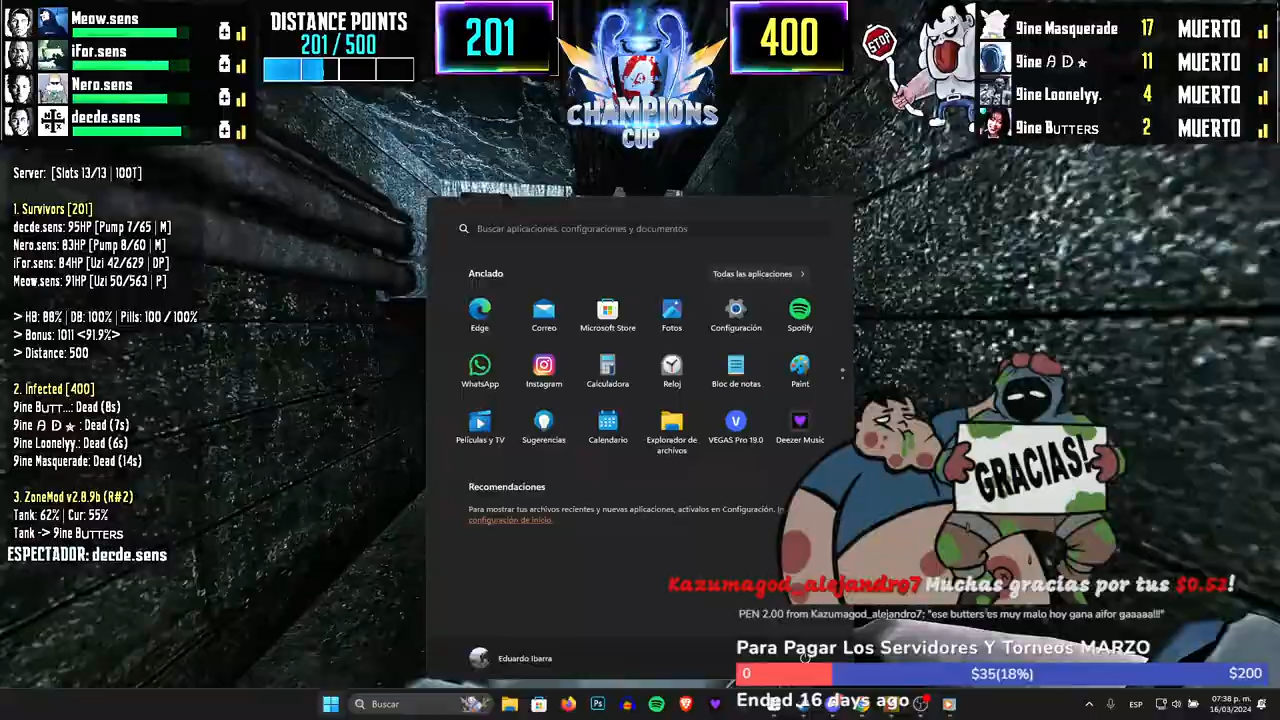 Meow.sens
iFor.sens
Nero.sens
decde.sens
DISTANCE POINTS
201 / 500
201
CHAMPIONS
CUP
400
STOP
9ine Masquerade 17 MUERTO
9ine ᗩ D ★ 11 MUERTO
9ine Loonelyy. 4 MUERTO
9ine Bᴜᴛᴛᴇʀs 2 MUERTO
Server: [Slots 13/13 | 100T]
1. Survivors [201]
decde.sens: 95HP [Pump 7/65 | M]
Nero.sens: 83HP [Pump 8/60 | M]
iFor.sens: 84HP [Uzi 42/629 | DP]
Meow.sens: 91HP [Uzi 50/563 | P]
> HB: 88% | DB: 100% | Pills: 100 / 100%
> Bonus: 1011 <91.9%>
> Distance: 500
2. Infected [400]
9ine Bᴜᴛᴛ...: Dead (8s)
9ine ᗩ D ★ : Dead (7s)
9ine Loonelyy.: Dead (6s)
9ine Masquerade: Dead (14s)
3. ZoneMod v2.8.9b (R#2)
Tank: 62% | Cur: 55%
Tank -> 9ine Bᴜᴛᴛᴇʀs
ESPECTADOR: decde.sens
Buscar aplicaciones, configuraciones y documentos
Anclado
Todas las aplicaciones >
Edge
Correo
Microsoft Store
Fotos
Configuración
Spotify
WhatsApp
Instagram
Calculadora
Reloj
Bloc de notas
Paint
Películas y TV
Sugerencias
Calendario
Explorador de
archivos
VEGAS Pro 19.0
Deezer Music
Recomendaciones
Para mostrar tus archivos recientes y nuevas aplicaciones, actívalos en Configuración.
configuración de Inicio.
Eduardo Ibarra
GRACIAS!
Kazumagod_alejandro7 Muchas gracias por tus $0.52!
PEN 2.00 from Kazumagod_alejandro7; "ese butters es muy malo hoy gana aifor gaaaaal!!"
Para Pagar Los Servidores Y Torneos MARZO
0 $35(18%) $200
Ended 16 days ago
Buscar
Ps
ESP
07:38 p. m.
16/03/2024